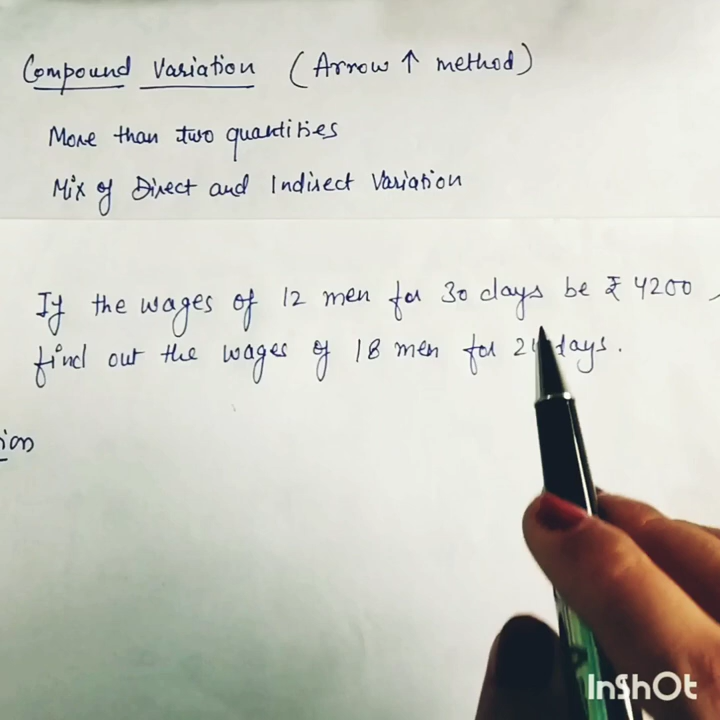 Compound Variation (Arrow ↑ method)
More than two quantities
Mix of Direct and Indirect Variation
If the wages of 12 men for 30 days be ₹ 4200,
find out the wages of 18 men for days.
InShOt